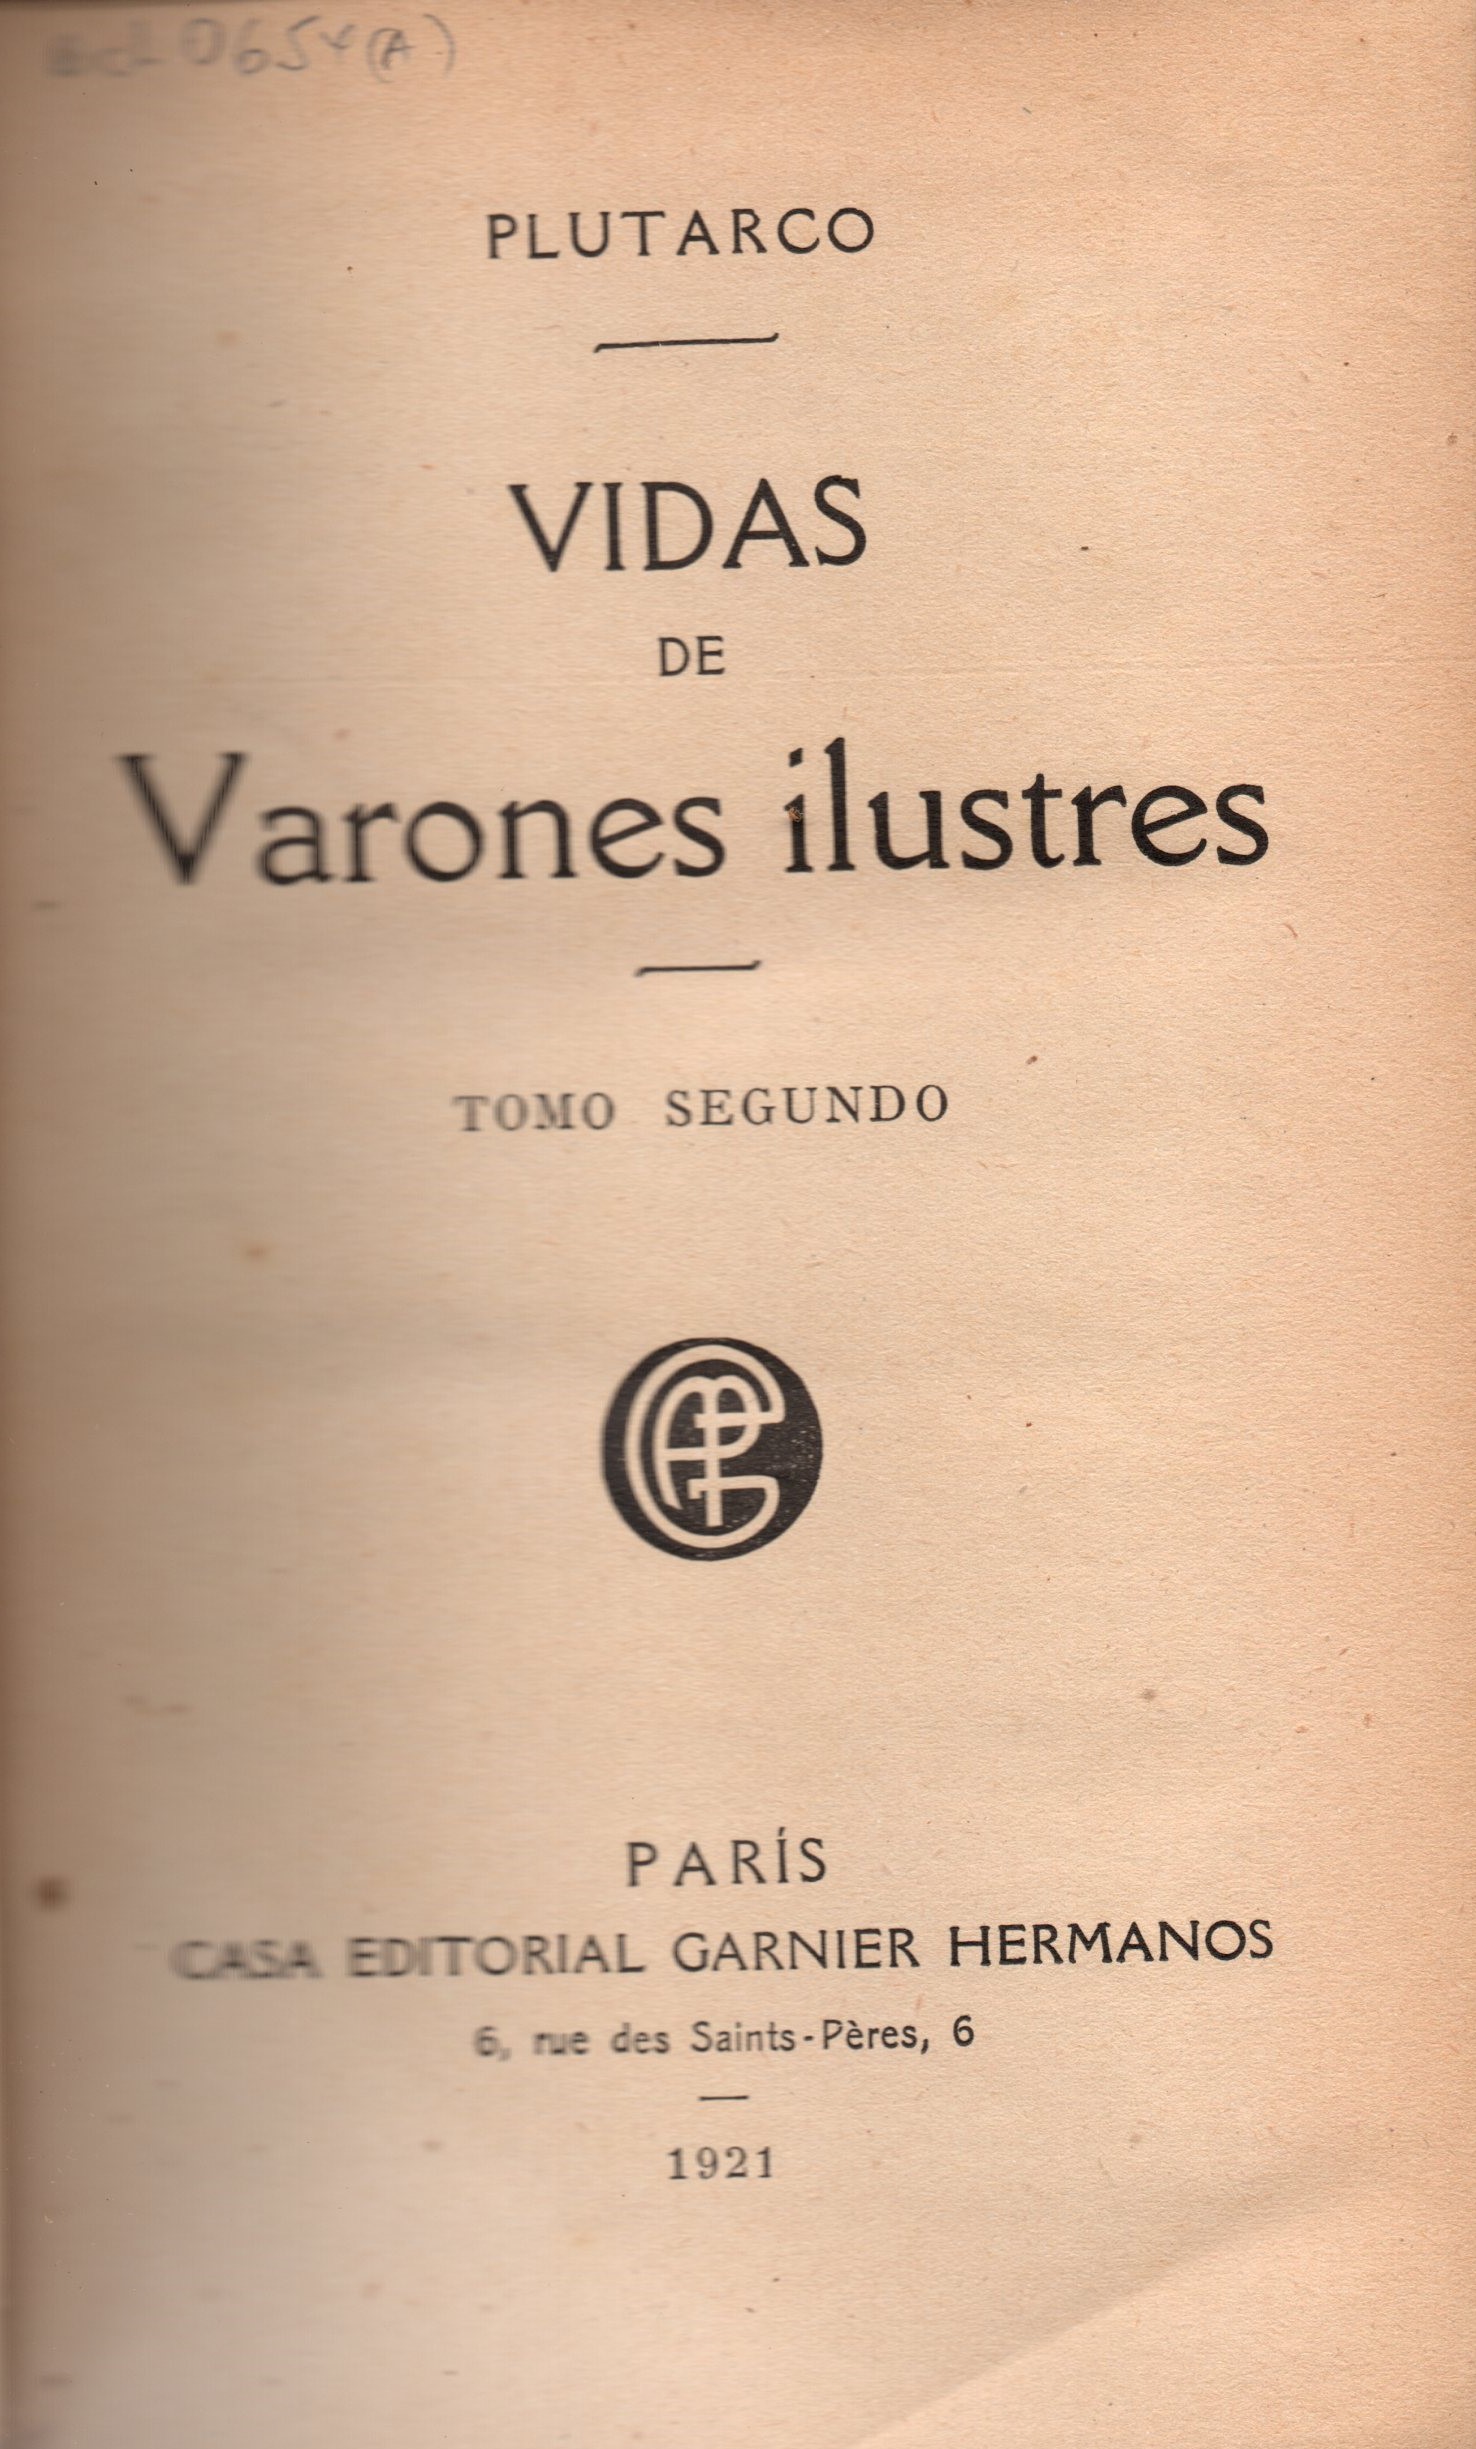 PLUTARCO
VIDAS
DE
Varones ilustres
TOMO SEGUNDO
PARÍS
CASA EDITORIAL GARNIER HERMANOS
6, rue des Saints-Pères, 6
1921